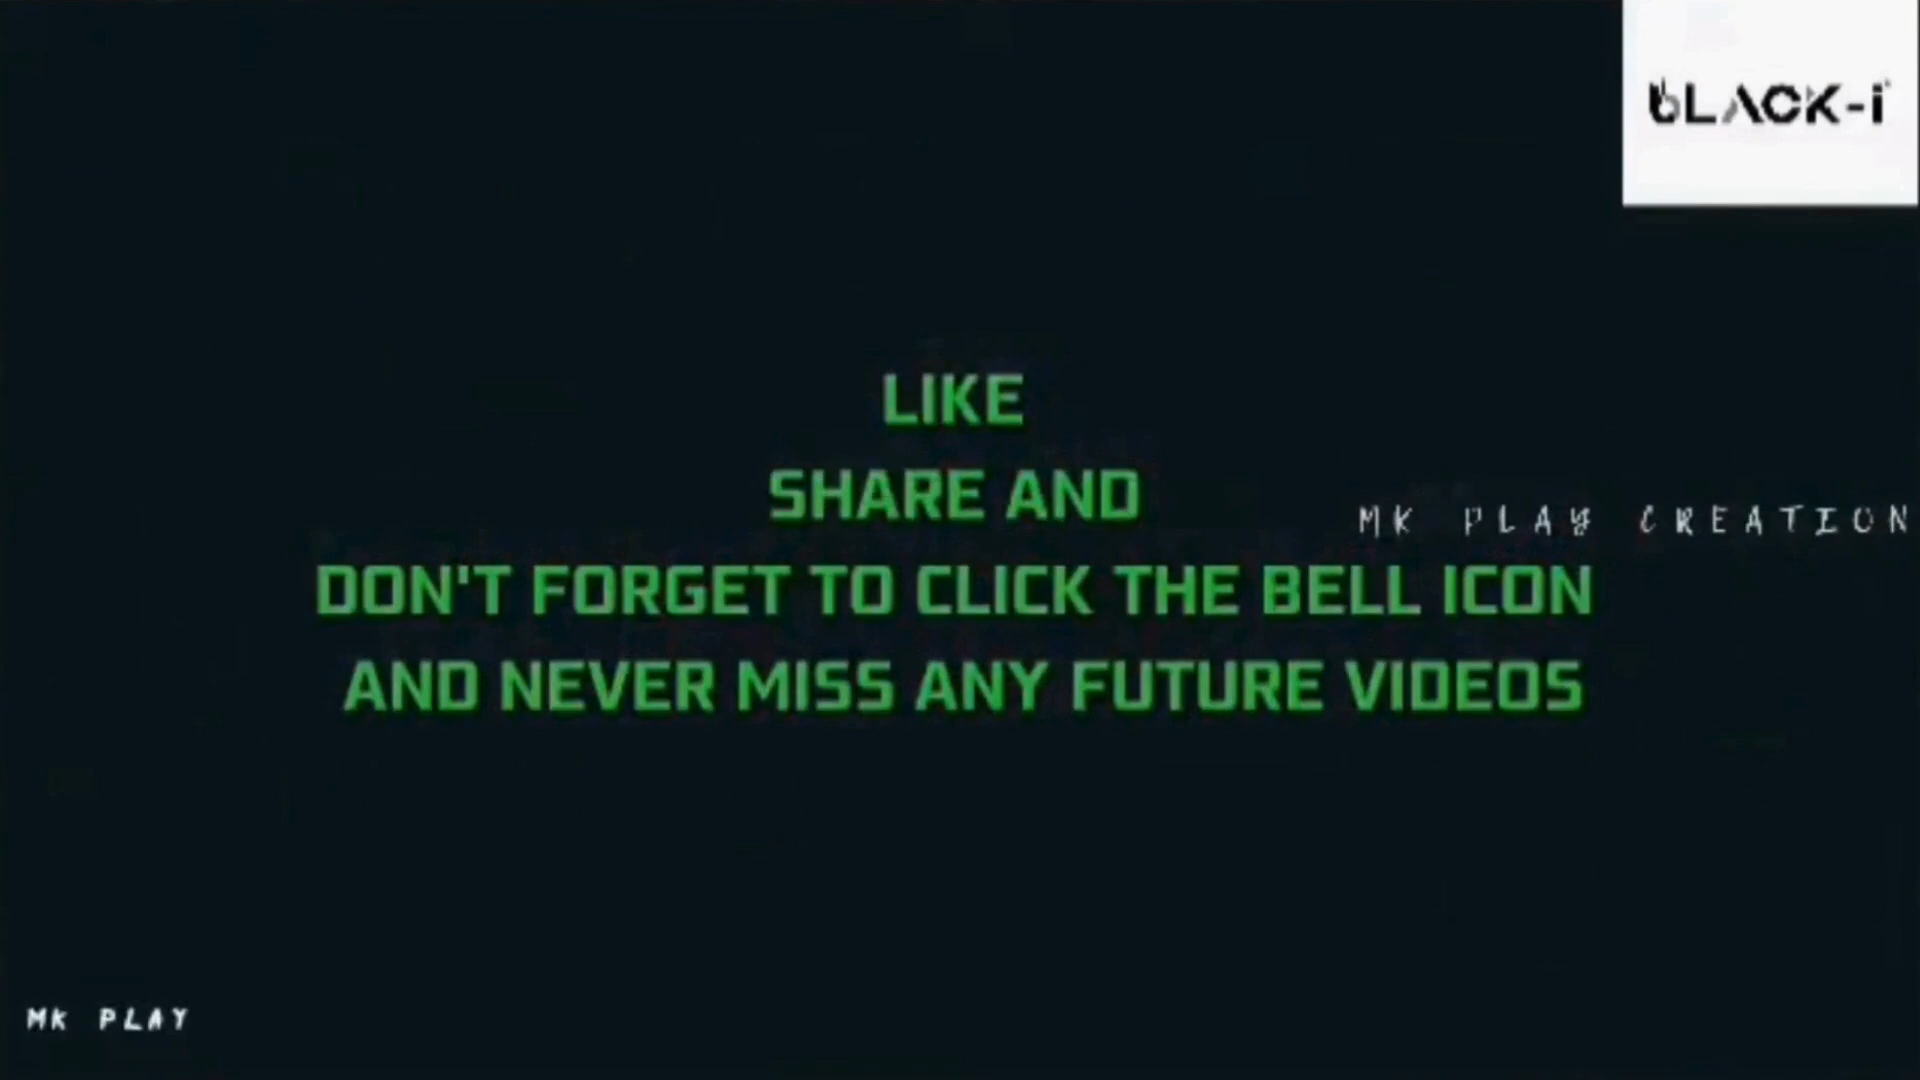 bLACK-i
LIKE
SHARE AND
MK PLAY CREATION
DON'T FORGET TO CLICK THE BELL ICON
AND NEVER MISS ANY FUTURE VIDEOS
MK PLAY